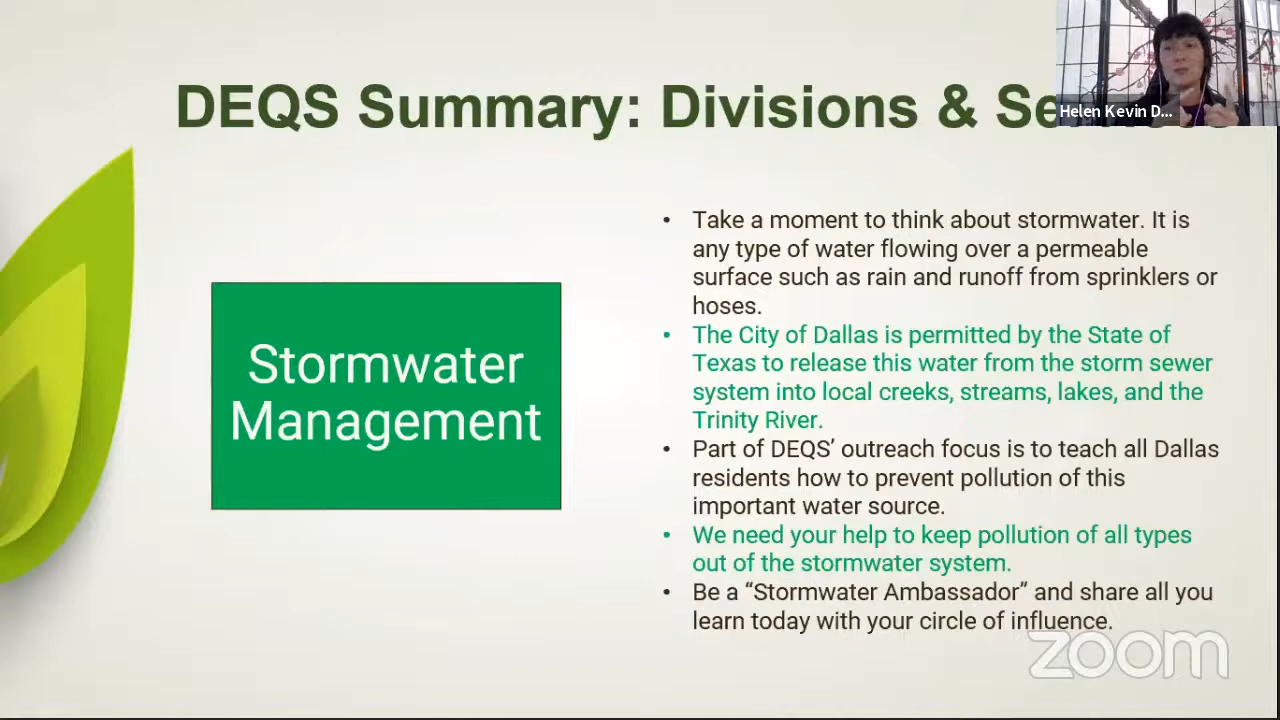 DEQS Summary: Divisions & Se
Helen Kevin D...
Stormwater
Management
• Take a moment to think about stormwater. It is
any type of water flowing over a permeable
surface such as rain and runoff from sprinklers or
hoses.
• The City of Dallas is permitted by the State of
Texas to release this water from the storm sewer
system into local creeks, streams, lakes, and the
Trinity River.
• Part of DEQS’ outreach focus is to teach all Dallas
residents how to prevent pollution of this
important water source.
• We need your help to keep pollution of all types
out of the stormwater system.
• Be a “Stormwater Ambassador” and share all you
learn today with your circle of influence.
zoom